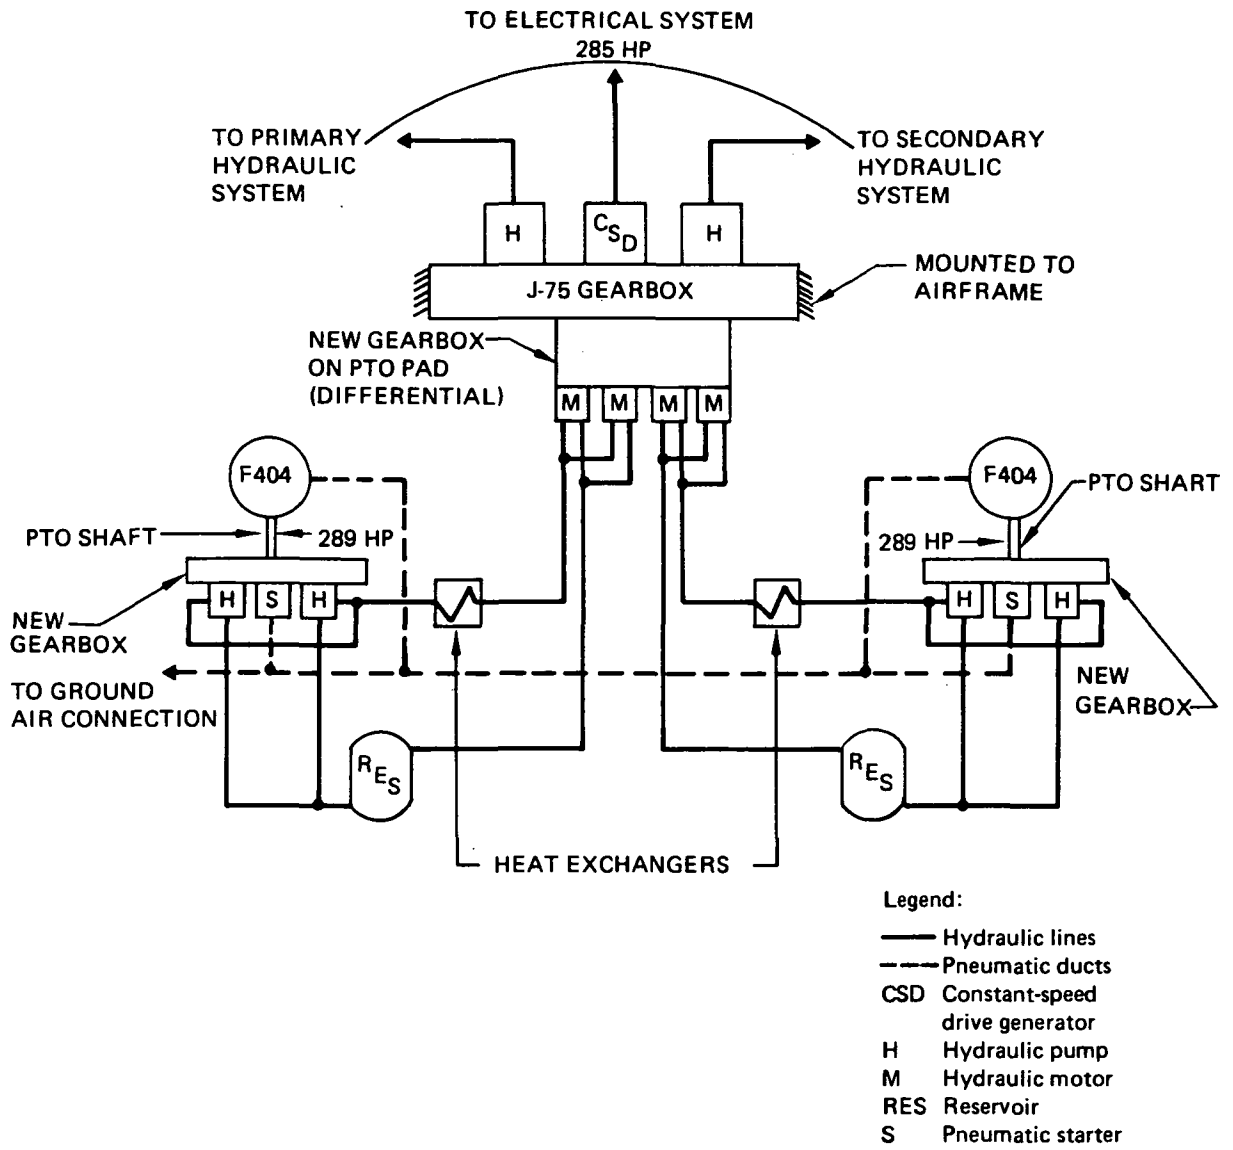 TO ELECTRICAL SYSTEM
285 HP
TO PRIMARY
HYDRAULIC
SYSTEM
TO SECONDARY
HYDRAULIC
SYSTEM
H
CSD
H
J-75 GEARBOX
MOUNTED TO
AIRFRAME
NEW GEARBOX
ON PTO PAD
(DIFFERENTIAL)
M
M
M
M
F404
F404
PTO SHAFT
289 HP
289 HP
PTO SHART
H
S
H
H
S
H
NEW
GEARBOX
NEW
GEARBOX
TO GROUND
AIR CONNECTION
RES
RES
HEAT EXCHANGERS
Legend:
Hydraulic lines
Pneumatic ducts
CSD Constant-speed
drive generator
H Hydraulic pump
M Hydraulic motor
RES Reservoir
S Pneumatic starter